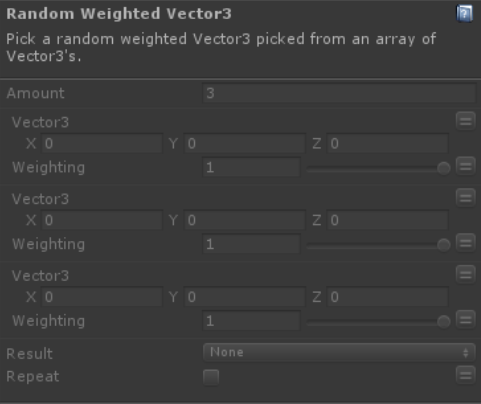 Random Weighted Vector3
Pick a random weighted Vector3 picked from an array of
Vector3's.
Amount 3
Vector3
X 0 Y 0 Z 0
Weighting 1
Vector3
X 0 Y 0 Z 0
Weighting 1
Vector3
X 0 Y 0 Z 0
Weighting 1
Result None
Repeat